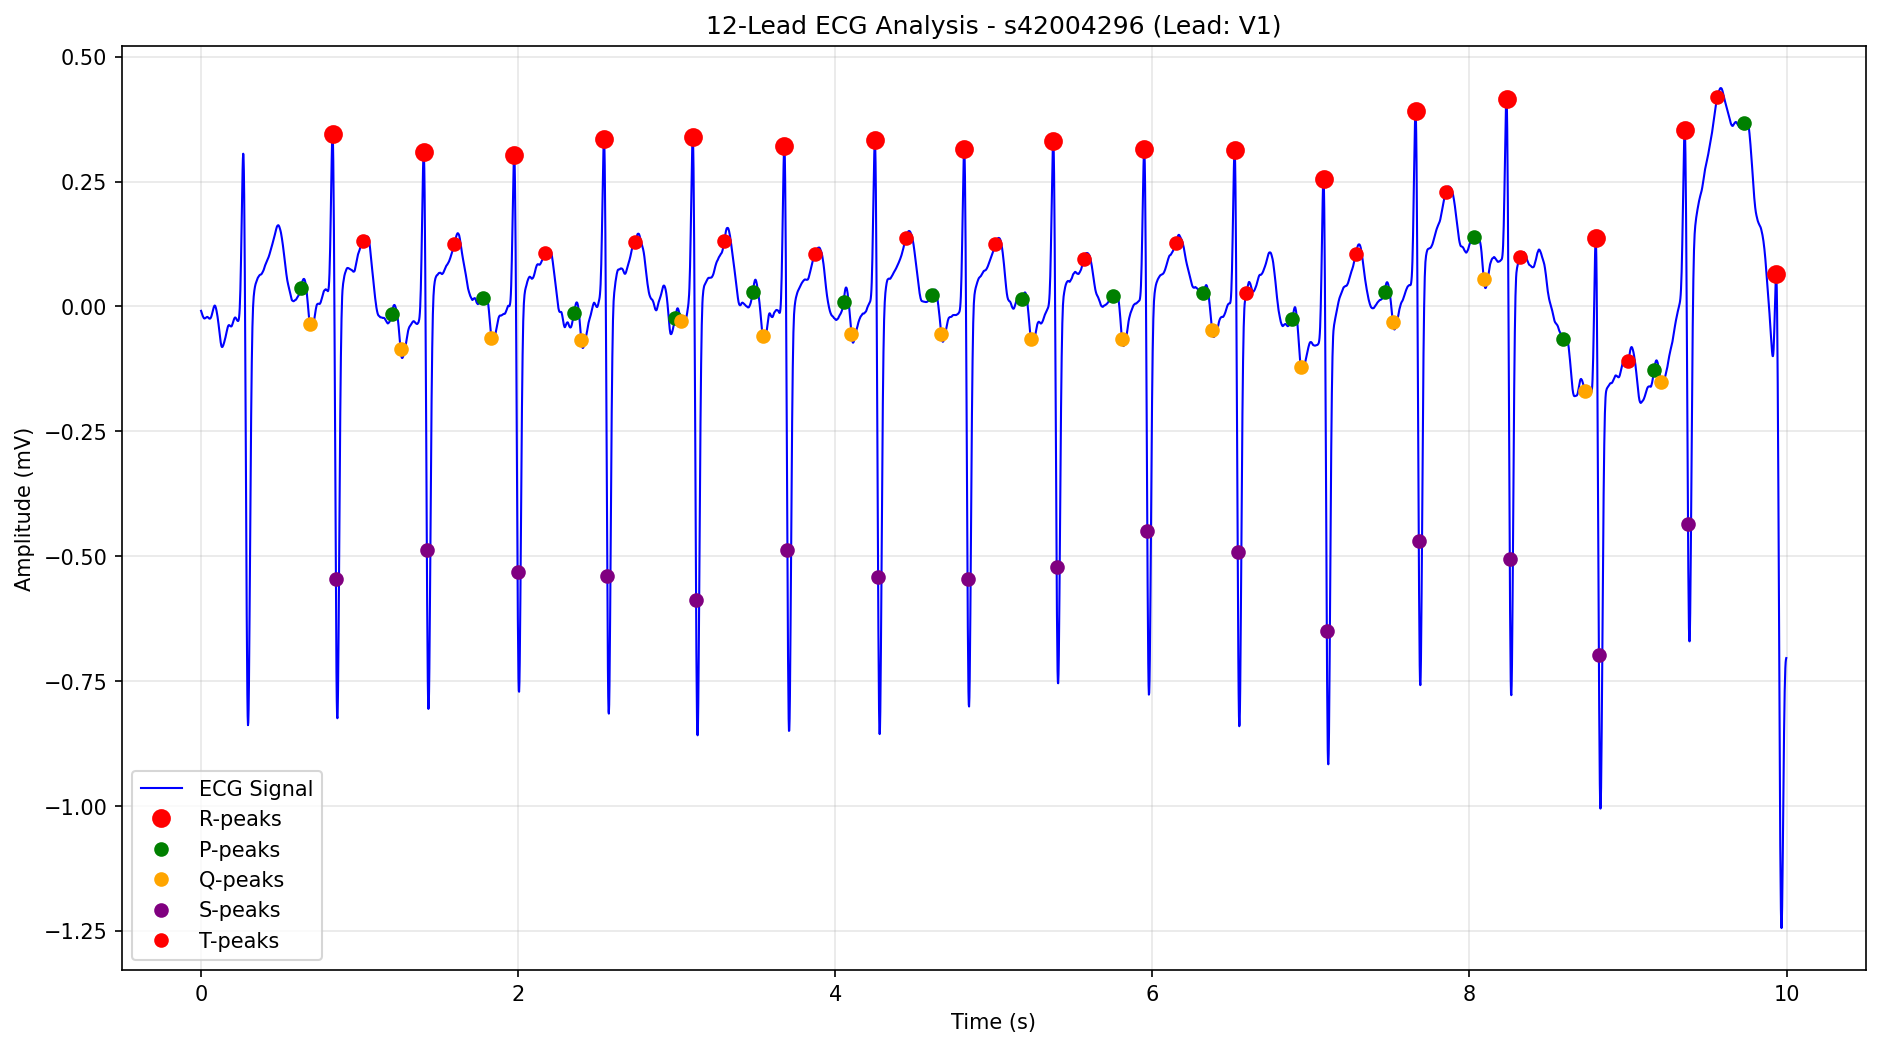 12-Lead ECG Analysis - s42004296 (Lead: V1)
0.50
0.25
0.00
−0.25
−0.50
−0.75
−1.00
−1.25
Amplitude (mV)
ECG Signal
R-peaks
P-peaks
Q-peaks
S-peaks
T-peaks
0 2 4 6 8 10
Time (s)